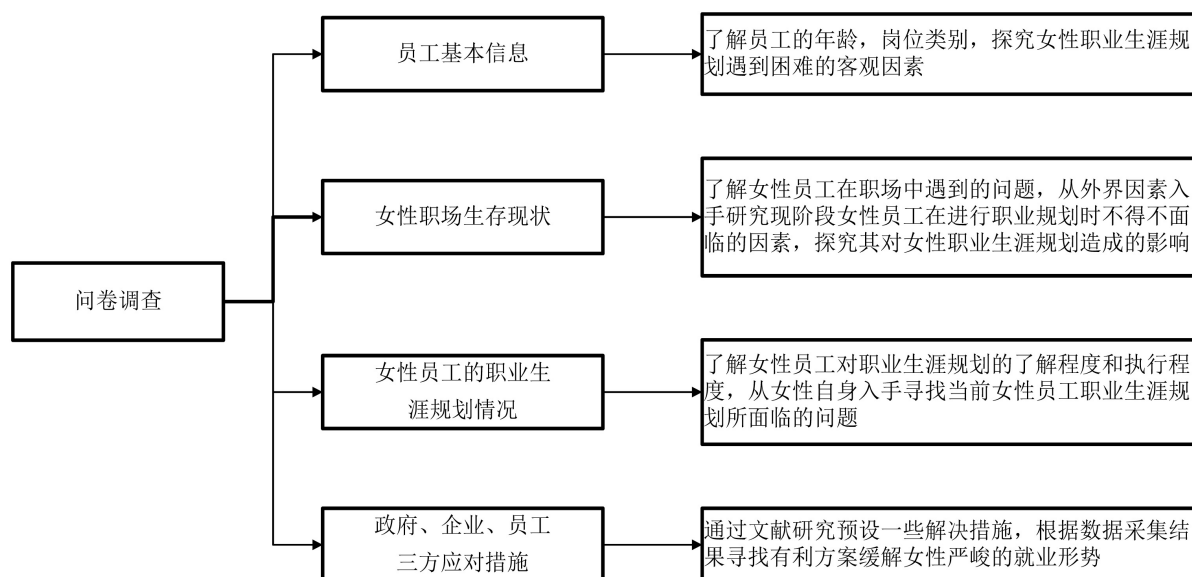 问卷调查
员工基本信息
了解员工的年龄，岗位类别，探究女性职业生涯规
划遇到困难的客观因素
女性职场生存现状
了解女性员工在职场中遇到的问题，从外界因素入
手研究现阶段女性员工在进行职业规划时不得不面
临的因素，探究其对女性职业生涯规划造成的影响
女性员工的职业生
涯规划情况
了解女性员工对职业生涯规划的了解程度和执行程
度，从女性自身入手寻找当前女性员工职业生涯规
划所面临的问题
政府、企业、员工
三方应对措施
通过文献研究预设一些解决措施，根据数据采集结
果寻找有利方案缓解女性严峻的就业形势